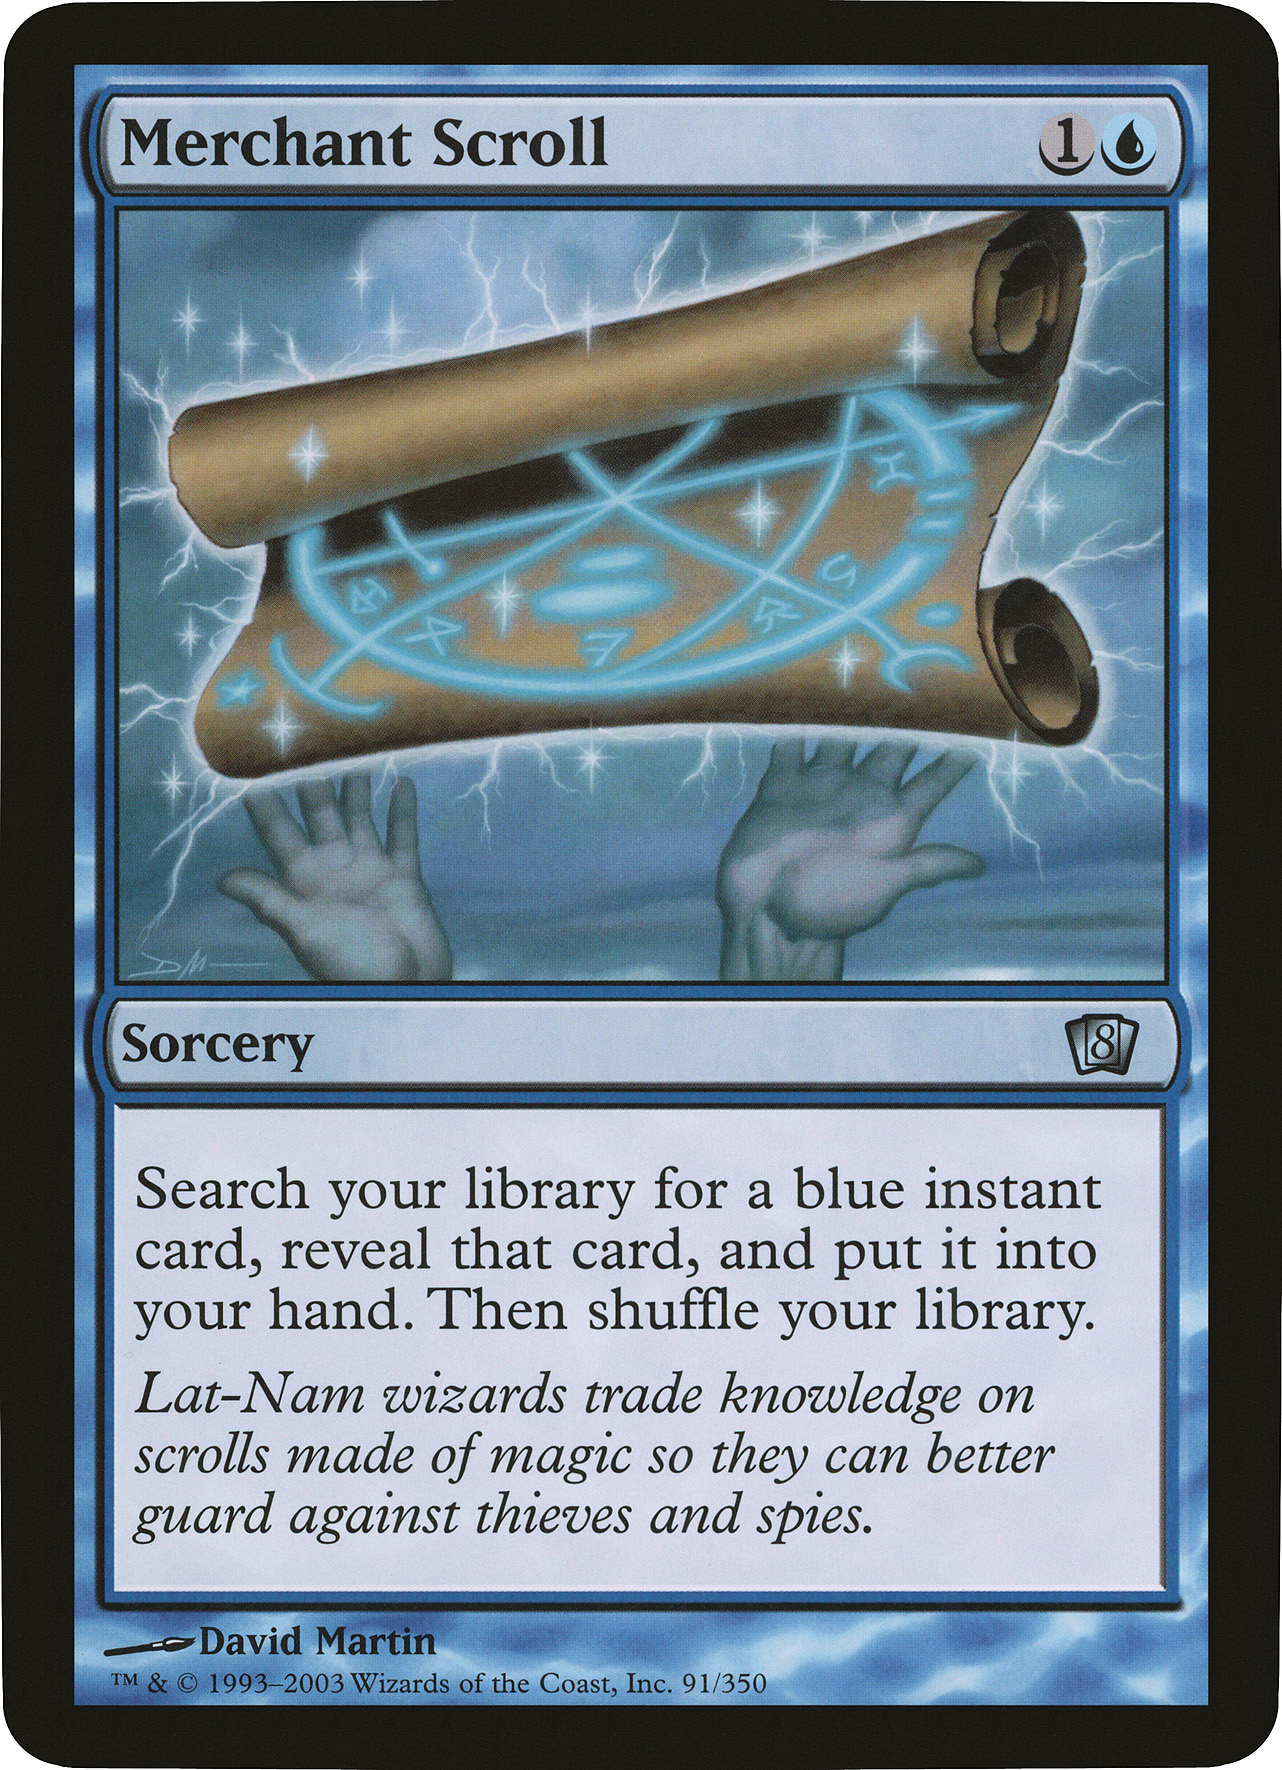 Merchant Scroll 1
DM
Sorcery 8
Search your library for a blue instant
card, reveal that card, and put it into
your hand. Then shuffle your library.
Lat-Nam wizards trade knowledge on
scrolls made of magic so they can better
guard against thieves and spies.
David Martin
™ & © 1993–2003 Wizards of the Coast, Inc. 91/350